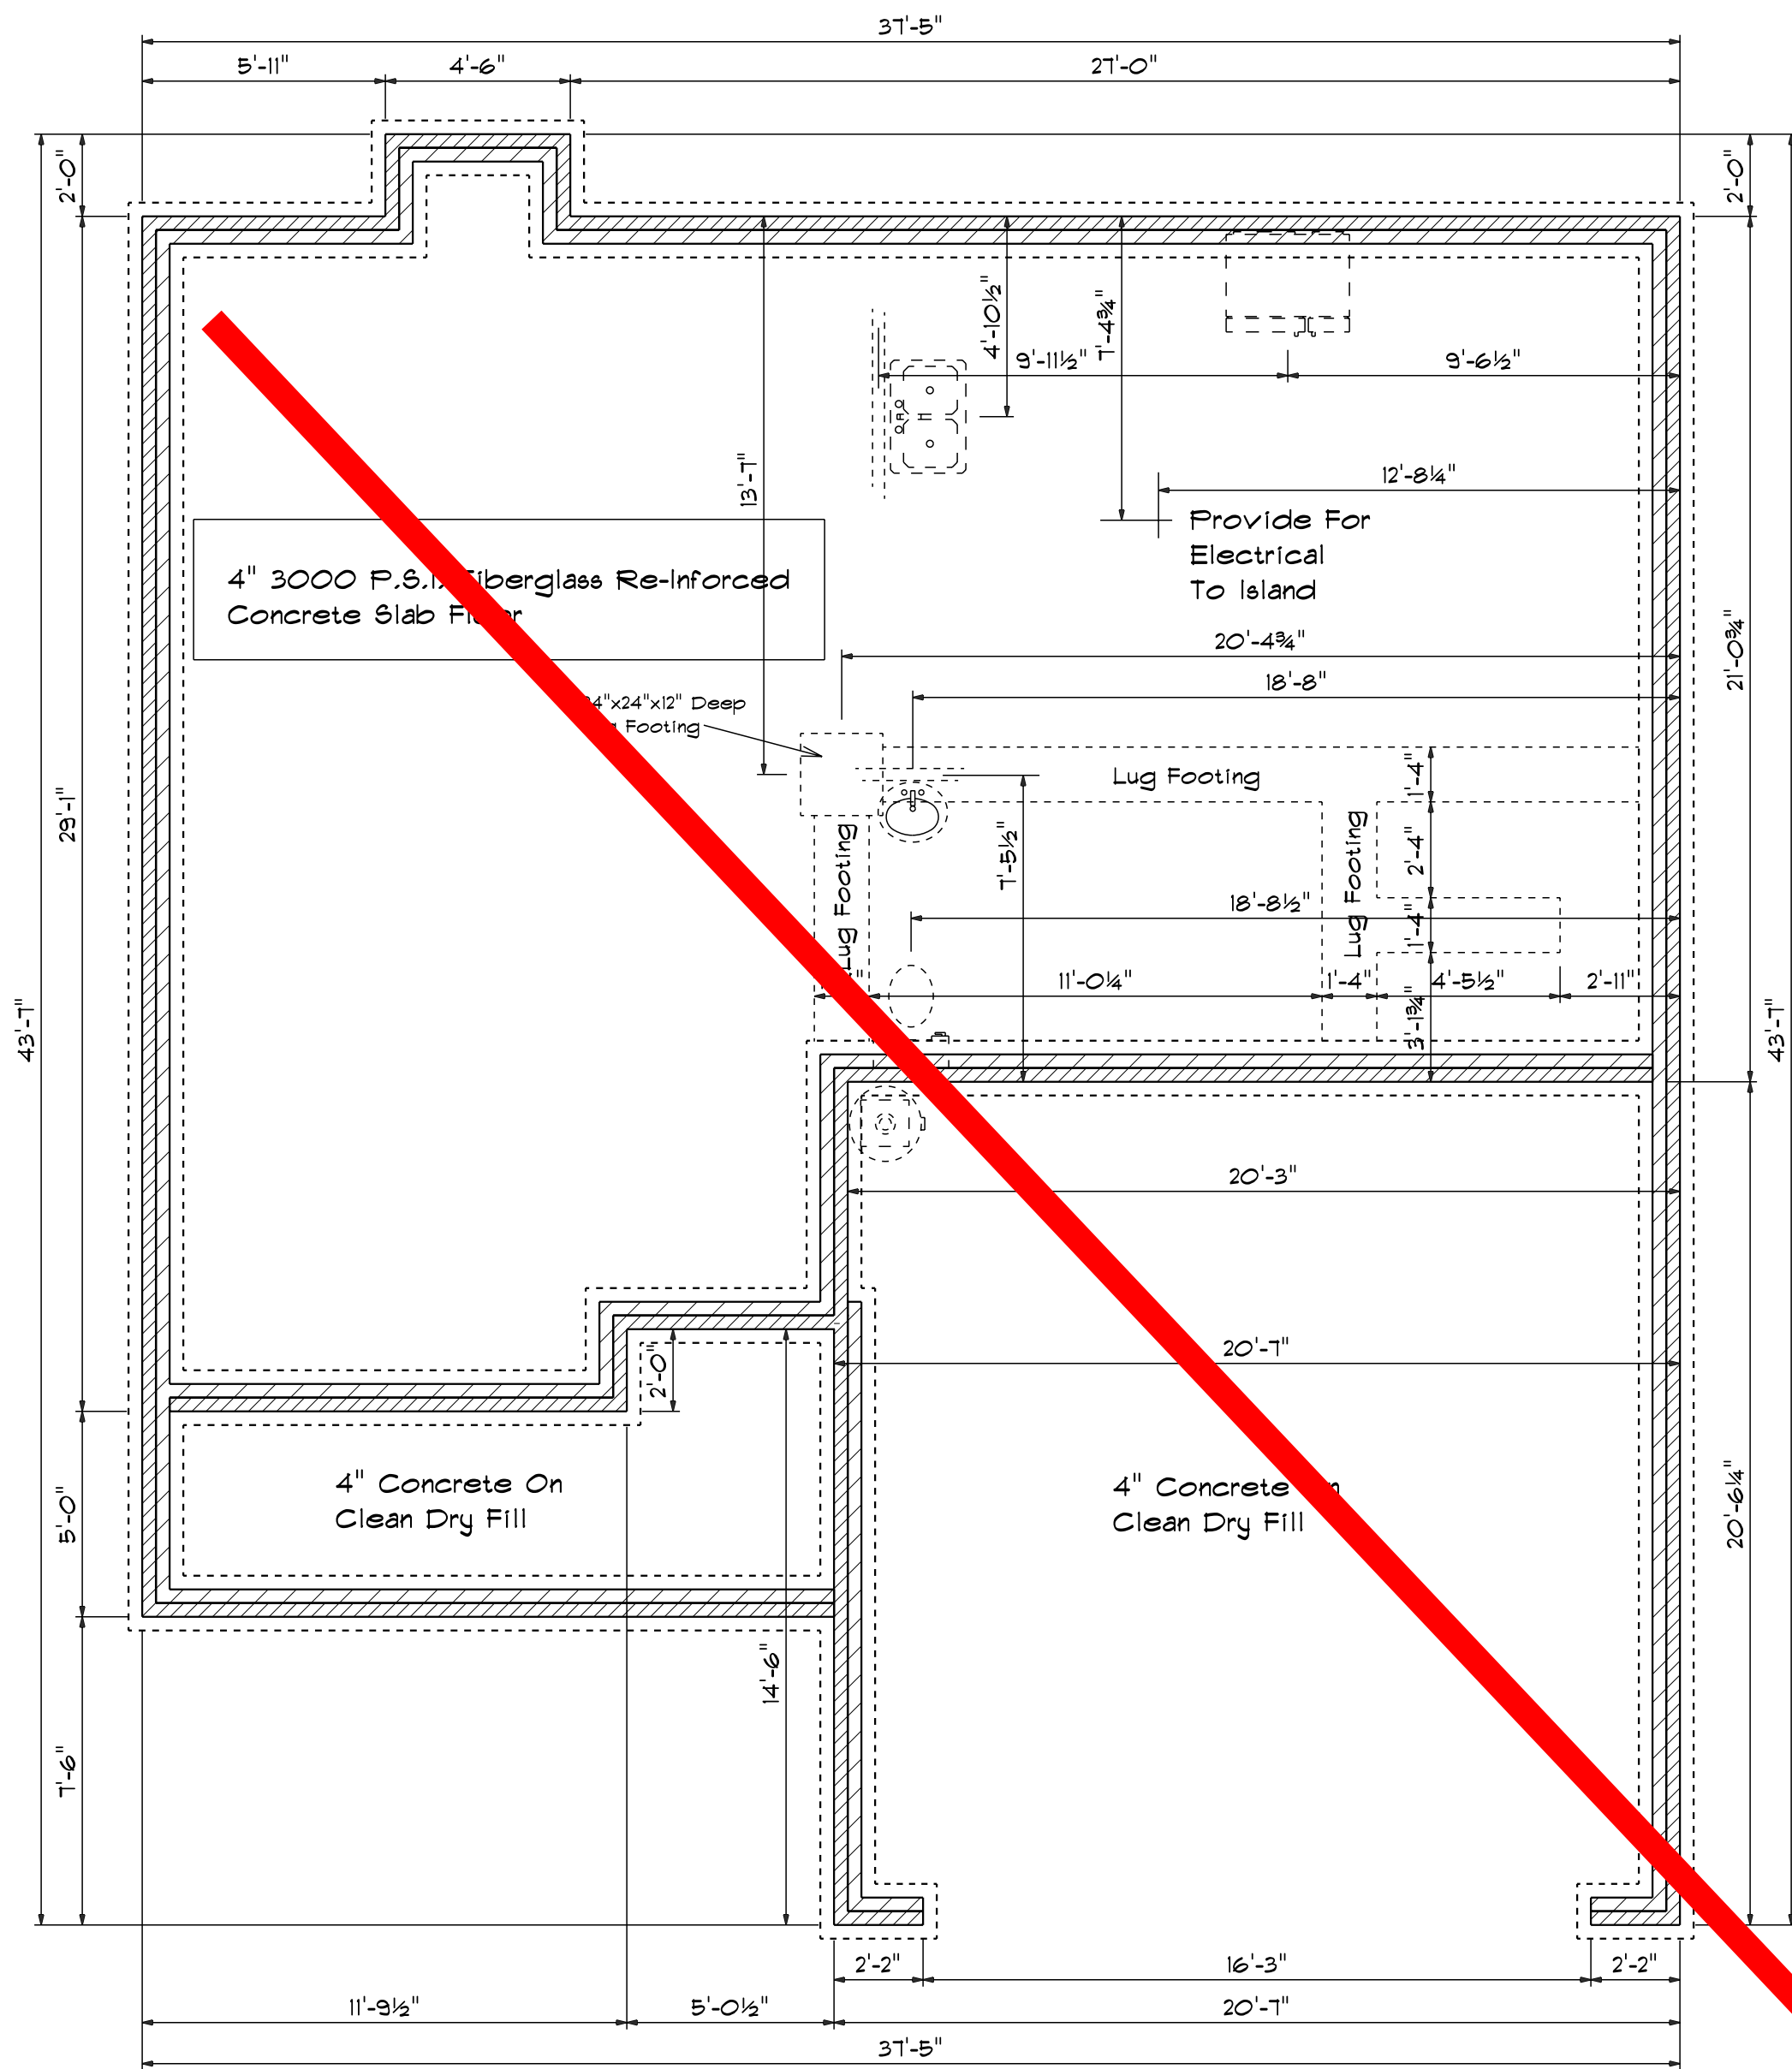 37'-5"
5'-11" 4'-6" 27'-0"
2'-0" 2'-0"
4'-10½" 7'-4¾"
9'-11½" 9'-6½"
13'-7"
12'-8¼"
Provide For
Electrical
To Island
4" 3000 P.S.I. Fiberglass Re-Inforced
Concrete Slab Floor
20'-4¾"
21'-0¾"
18'-8"
24"x24"x12" Deep
Footing
Lug Footing
1'-4"
29'-1"
7'-5½"
Lug Footing
Lug Footing
2'-4"
18'-8½"
1'-4"
11'-0¼" 1'-4" 4'-5½" 2'-11"
3'-1¾"
43'-7" 43'-7"
20'-3"
20'-7"
2'-0"
4" Concrete On
Clean Dry Fill
4" Concrete On
Clean Dry Fill
5'-0"
20'-6¼"
14'-6"
7'-6"
2'-2" 16'-3" 2'-2"
11'-9½" 5'-0½" 20'-7"
37'-5"